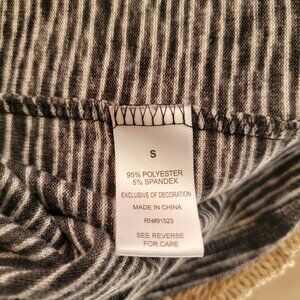 S
95% POLYESTER
5% SPANDEX
EXCLUSIVE OF DECORATION
MADE IN CHINA
RN#91523
SEE REVERSE
FOR CARE